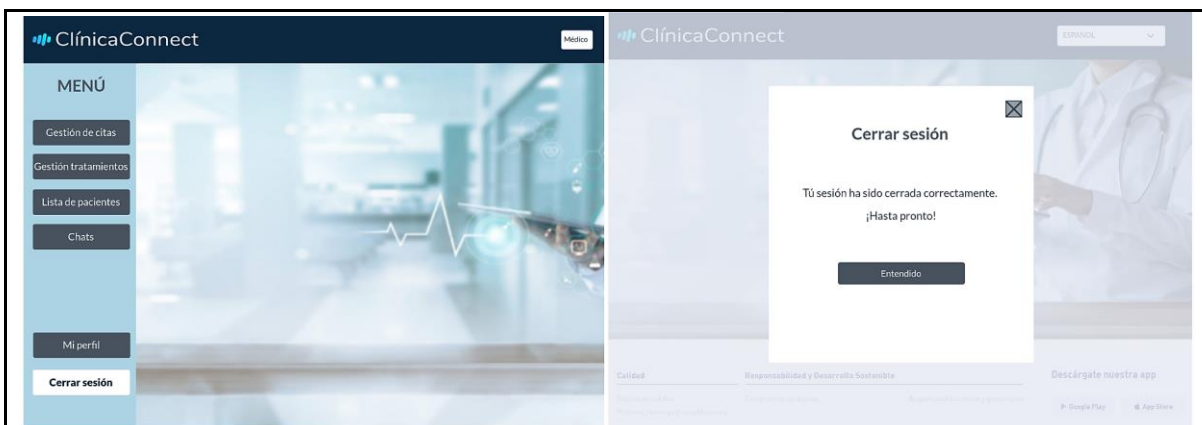 ClínicaConnect
Médico
MENÚ
Gestión de citas
Gestión tratamientos
Lista de pacientes
Chats
Mi perfil
Cerrar sesión
ClínicaConnect
ESPAÑOL
Cerrar sesión
Tú sesión ha sido cerrada correctamente.
¡Hasta pronto!
Entendido
Calidad
Responsabilidad y Desarrollo Sostenible
Descárgate nuestra app
Google Play
App Store